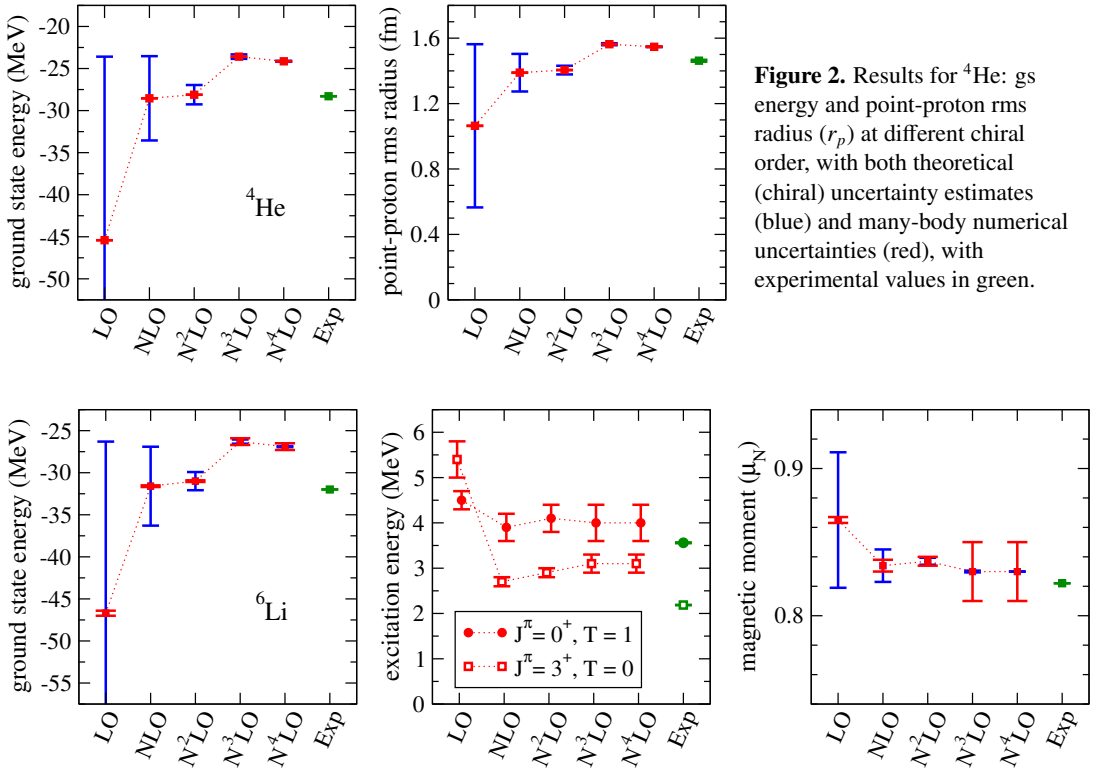 ground state energy (MeV)
-20
-25
-30
-35
-40
-45
-50
⁴He
LO
NLO
N²LO
N³LO
N⁴LO
Exp
point-proton rms radius (fm)
1.6
1.2
0.8
0.4
0
LO
NLO
N²LO
N³LO
N⁴LO
Exp
Figure 2. Results for ⁴He: gs
energy and point-proton rms
radius (rₚ) at different chiral
order, with both theoretical
(chiral) uncertainty estimates
(blue) and many-body numerical
uncertainties (red), with
experimental values in green.
ground state energy (MeV)
-25
-30
-35
-40
-45
-50
-55
⁶Li
LO
NLO
N²LO
N³LO
N⁴LO
Exp
excitation energy (MeV)
6
5
4
3
2
1
0
J^π = 0⁺, T = 1
J^π = 3⁺, T = 0
LO
NLO
N²LO
N³LO
N⁴LO
Exp
magnetic moment (μ_N)
0.9
0.8
LO
NLO
N²LO
N³LO
N⁴LO
Exp